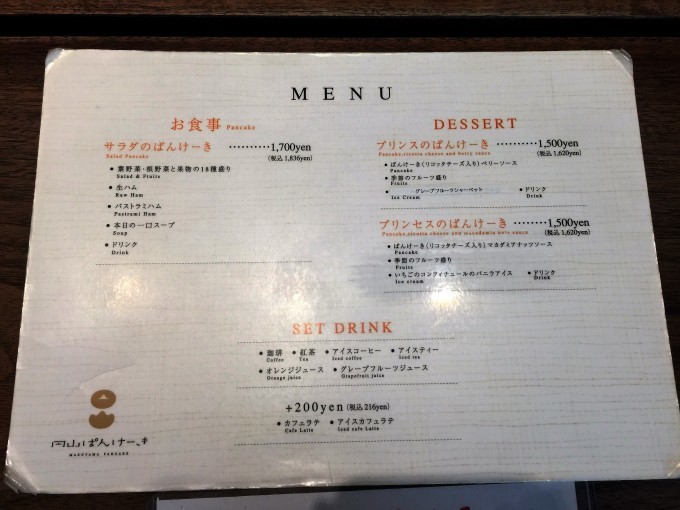 MENU
お食事 Pancake
サラダのぱんけーき ………… 1,700yen
Salad Pancake (税込 1,836yen)
● 葉野菜・根野菜と果物の18種盛り
Salad & Fruits
● 生ハム
Raw Ham
● パストラミハム
Pastrami Ham
● 本日の一口スープ
Soup
● ドリンク
Drink
DESSERT
プリンスのぱんけーき ……… 1,500yen
Pancake,ricotta cheese and berry sauce (税込 1,620yen)
● ぱんけーき(リコッタチーズ入り) ベリーソース
Pancake
● 季節のフルーツ盛り
Fruits
● グレープフルーツシャーベット ● ドリンク
Ice Cream Drink
プリンセスのぱんけーき ……… 1,500yen
Pancake,ricotta cheese and macadamia nuts sauce (税込 1,620yen)
● ぱんけーき(リコッタチーズ入り) マカダミアナッツソース
Pancake
● 季節のフルーツ盛り
Fruits
● いちごのコンフィチュールのバニラアイス ● ドリンク
Ice cream Drink
SET DRINK
● 珈琲 ● 紅茶 ● アイスコーヒー ● アイスティー
Coffee Tea Iced coffee Iced tea
● オレンジジュース ● グレープフルーツジュース
Orange juice Grapefruit juice
+200yen (税込 216yen)
● カフェラテ ● アイスカフェラテ
Cafe Latte Iced cafe Latte
円山ぱんけーき
MARUYAMA PANCAKE